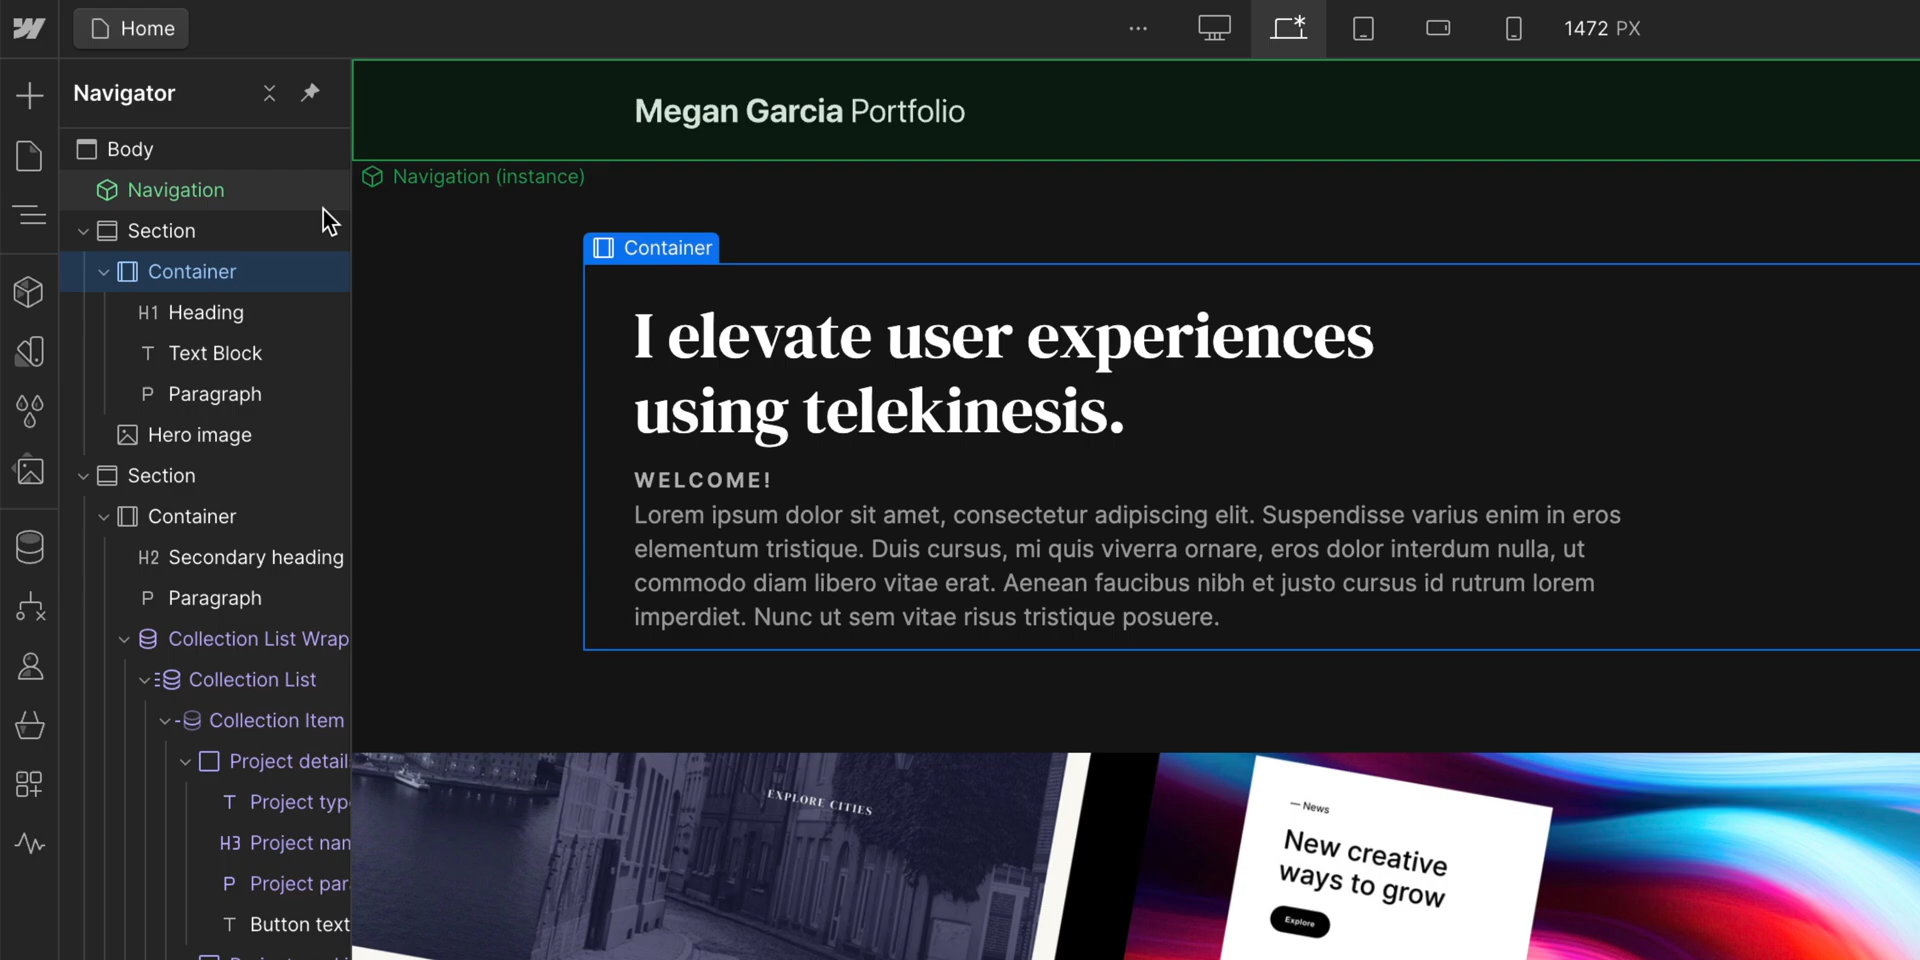 Home
1472 PX
Navigator
Body
Navigation
Section
Container
H1 Heading
T Text Block
P Paragraph
Hero image
Section
Container
H2 Secondary heading
P Paragraph
Collection List Wrap
Collection List
Collection Item
Project detail
T Project typ
H3 Project nam
P Project par
T Button text
Megan Garcia Portfolio
Navigation (instance)
Container
I elevate user experiences
using telekinesis.
WELCOME!
Lorem ipsum dolor sit amet, consectetur adipiscing elit. Suspendisse varius enim in eros
elementum tristique. Duis cursus, mi quis viverra ornare, eros dolor interdum nulla, ut
commodo diam libero vitae erat. Aenean faucibus nibh et justo cursus id rutrum lorem
imperdiet. Nunc ut sem vitae risus tristique posuere.
EXPLORE CITIES
— News
New creative
ways to grow
Explore